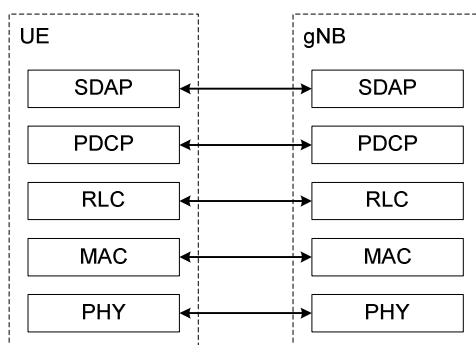 UE gNB
SDAP SDAP
PDCP PDCP
RLC RLC
MAC MAC
PHY PHY